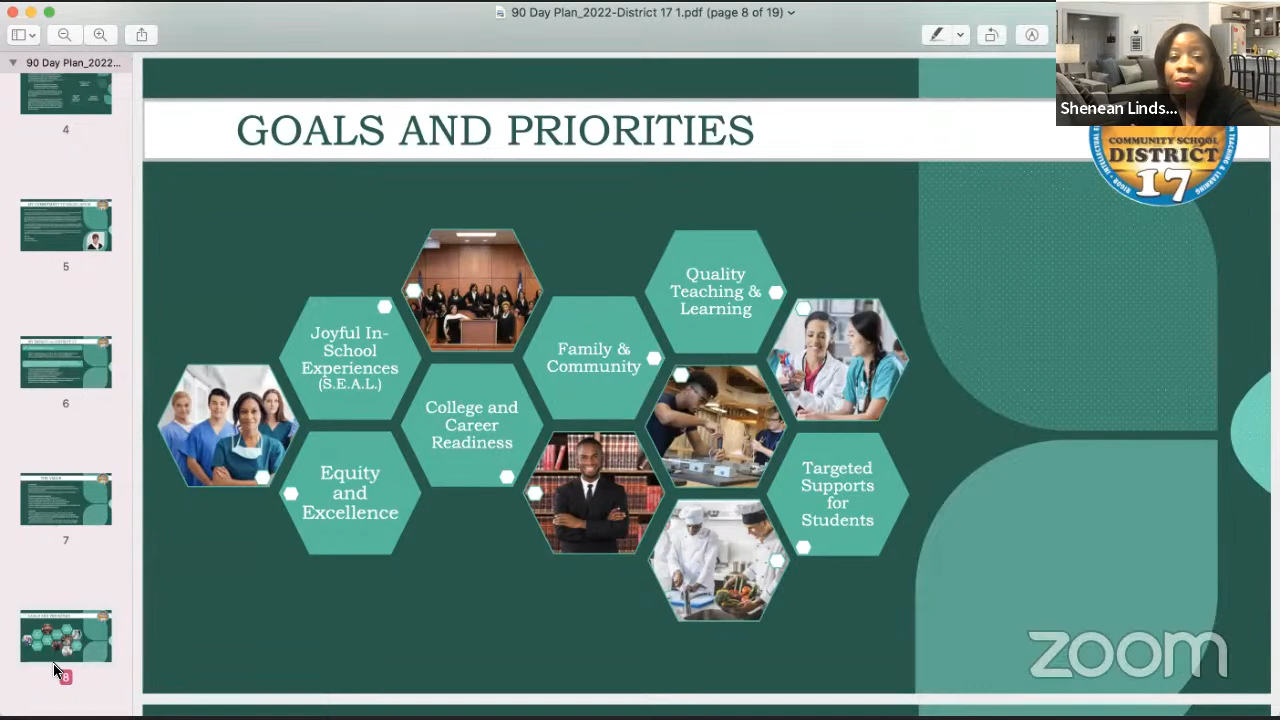 90 Day Plan_2022-District 17 1.pdf (page 8 of 19)
90 Day Plan_2022...
Shenean Linds...
4
5
6
7
8
GOALS AND PRIORITIES
COMMUNITY SCHOOL
DISTRICT
17
Quality
Teaching &
Learning
Joyful In-
School
Experiences
(S.E.A.L.)
Family &
Community
College and
Career
Readiness
Equity
and
Excellence
Targeted
Supports
for
Students
zoom